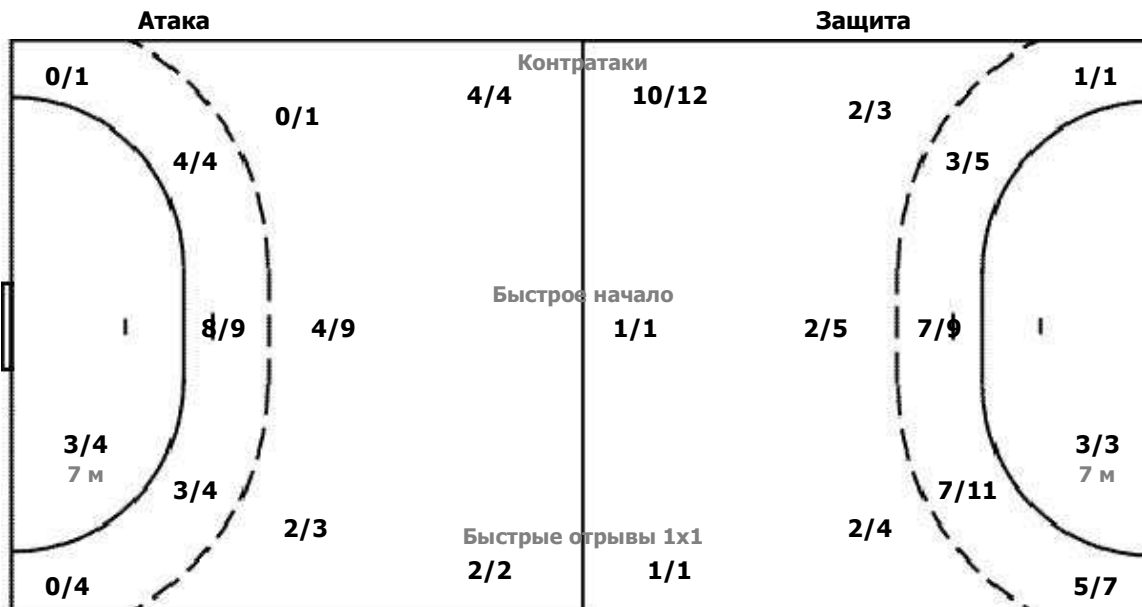 Атака Защита
Контратаки
0/1 4/4 10/12 1/1
0/1 2/3
4/4 3/5
Быстрое начало
8/9 4/9 1/1 2/5 7/9
3/4 3/3
7 м 7 м
3/4 7/11
2/3 Быстрые отрывы 1x1 2/4
0/4 2/2 1/1 5/7